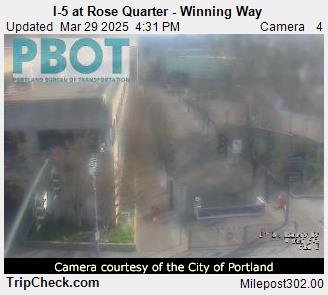 I-5 at Rose Quarter - Winning Way
Updated Mar 29 2025 4:31 PM Camera 4
PBOT
PORTLAND BUREAU OF TRANSPORTATION
Camera courtesy of the City of Portland
TripCheck.com Milepost302.00